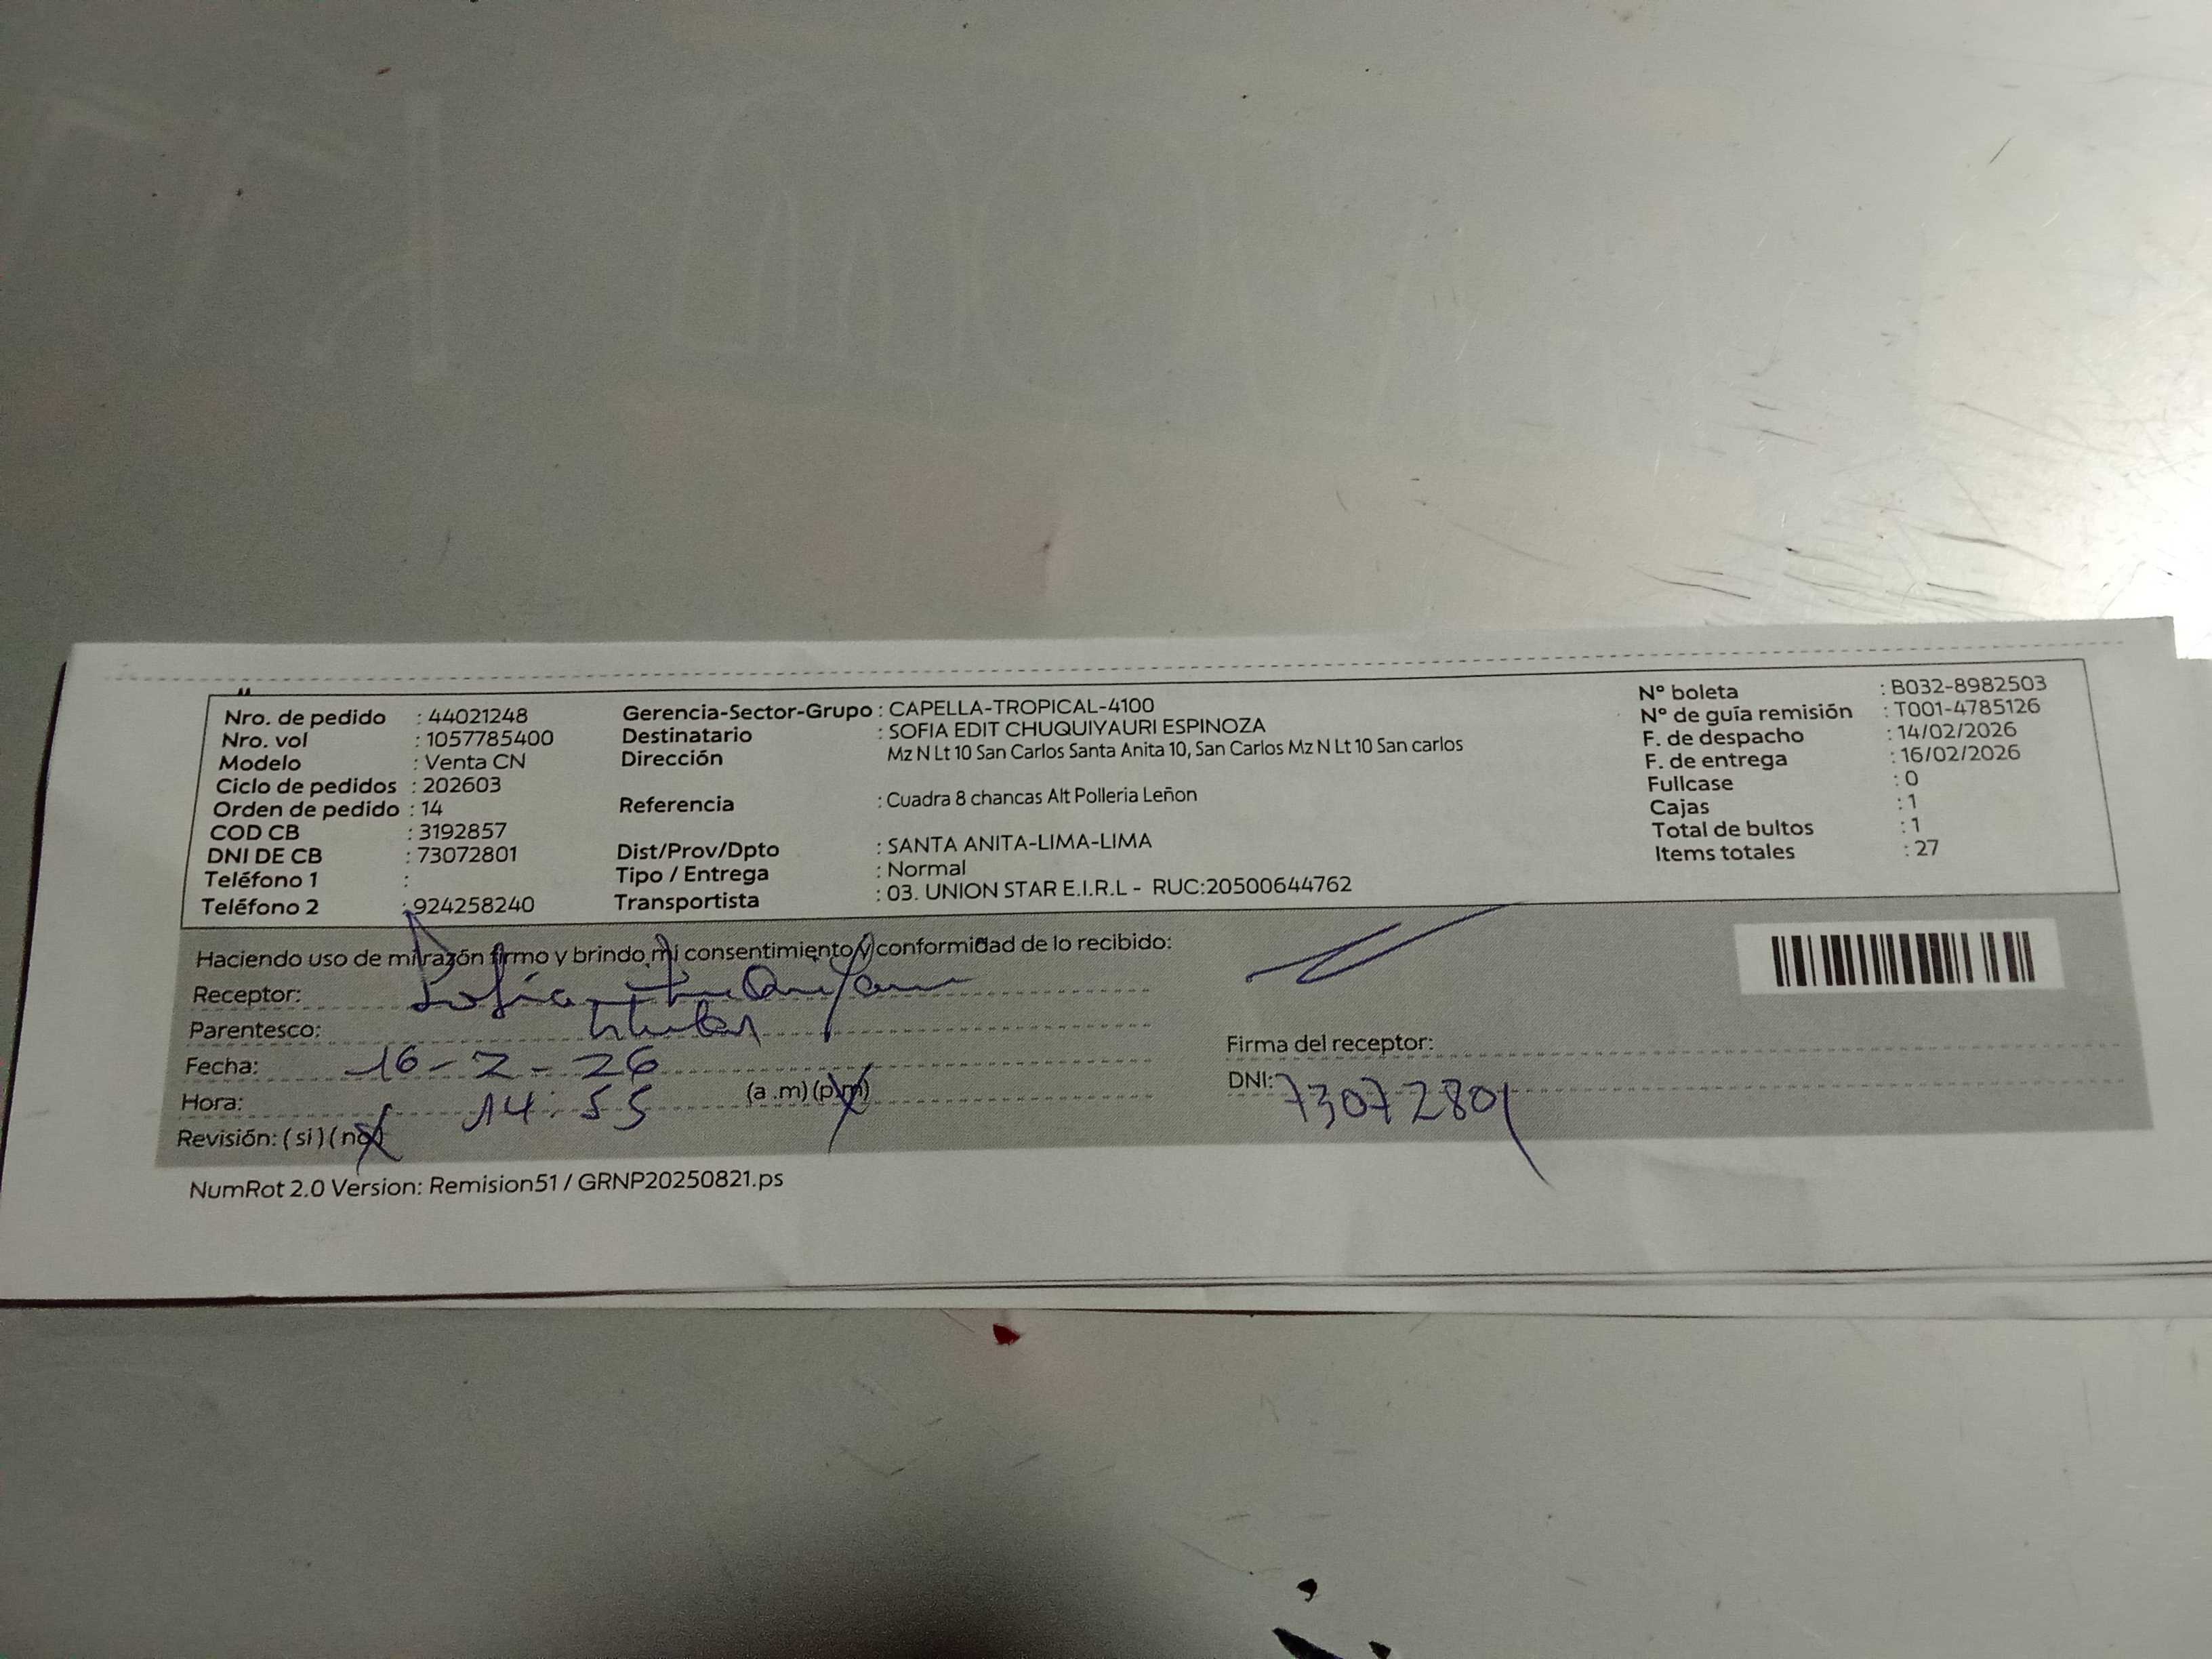 Nro. de pedido : 44021248
Nro. vol : 1057785400
Modelo : Venta CN
Ciclo de pedidos : 202603
Orden de pedido : 14
COD CB : 3192857
DNI DE CB : 73072801
Teléfono 1 :
Teléfono 2 : 924258240
Gerencia-Sector-Grupo : CAPELLA-TROPICAL-4100
Destinatario : SOFIA EDIT CHUQUIYAURI ESPINOZA
Dirección Mz N Lt 10 San Carlos Santa Anita 10, San Carlos Mz N Lt 10 San carlos
Referencia : Cuadra 8 chancas Alt Polleria Leñon
Dist/Prov/Dpto : SANTA ANITA-LIMA-LIMA
Tipo / Entrega : Normal
Transportista : 03. UNION STAR E.I.R.L - RUC:20500644762
N° boleta : B032-8982503
N° de guía remisión : T001-4785126
F. de despacho : 14/02/2026
F. de entrega : 16/02/2026
Fullcase : 0
Cajas : 1
Total de bultos : 1
Items totales : 27
Haciendo uso de mi razón firmo y brindo mi consentimiento y conformidad de lo recibido:
Receptor: Sofia
Parentesco: titular
Fecha: 16-2-26
Hora: 14:55 (a .m) (p.m)
Revisión: ( si ) ( no )
Firma del receptor:
DNI: 73072801
NumRot 2.0 Version: Remision51 / GRNP20250821.ps